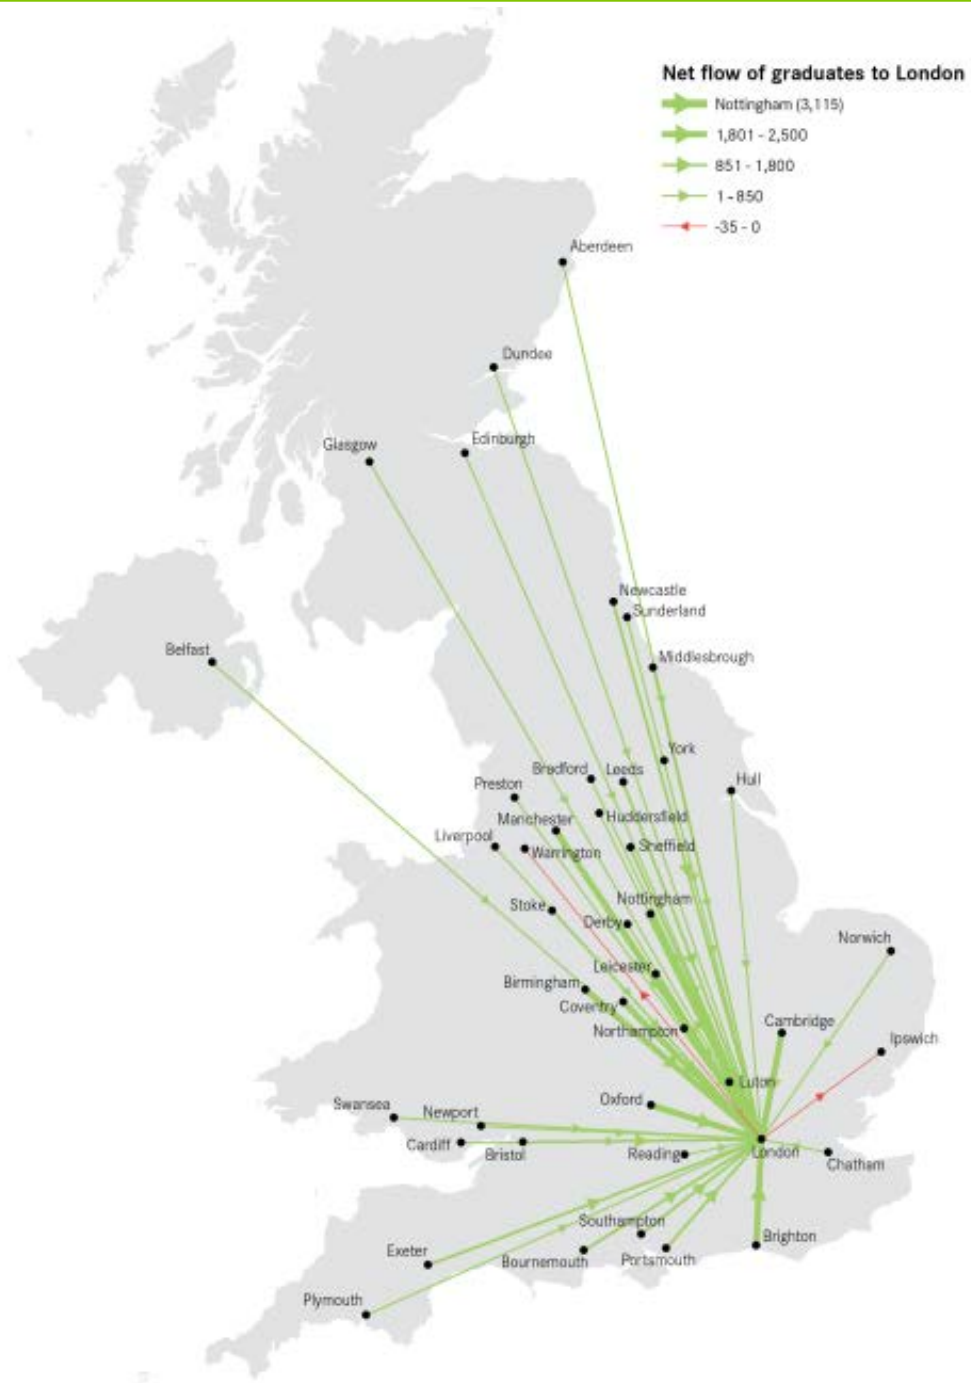 Net flow of graduates to London
Nottingham (3,115)
1,801 - 2,500
851 - 1,800
1 - 850
-35 - 0
Aberdeen
Dundee
Edinburgh
Glasgow
Newcastle
Sunderland
Belfast
Middlesbrough
York
Bradford
Leeds
Hull
Preston
Manchester
Huddersfield
Liverpool
Warrington
Sheffield
Nottingham
Stoke
Derby
Norwich
Leicester
Birmingham
Coventry
Cambridge
Northampton
Ipswich
Luton
Oxford
Swansea
Newport
Cardiff
Bristol
Reading
London
Chatham
Southampton
Brighton
Exeter
Bournemouth
Portsmouth
Plymouth